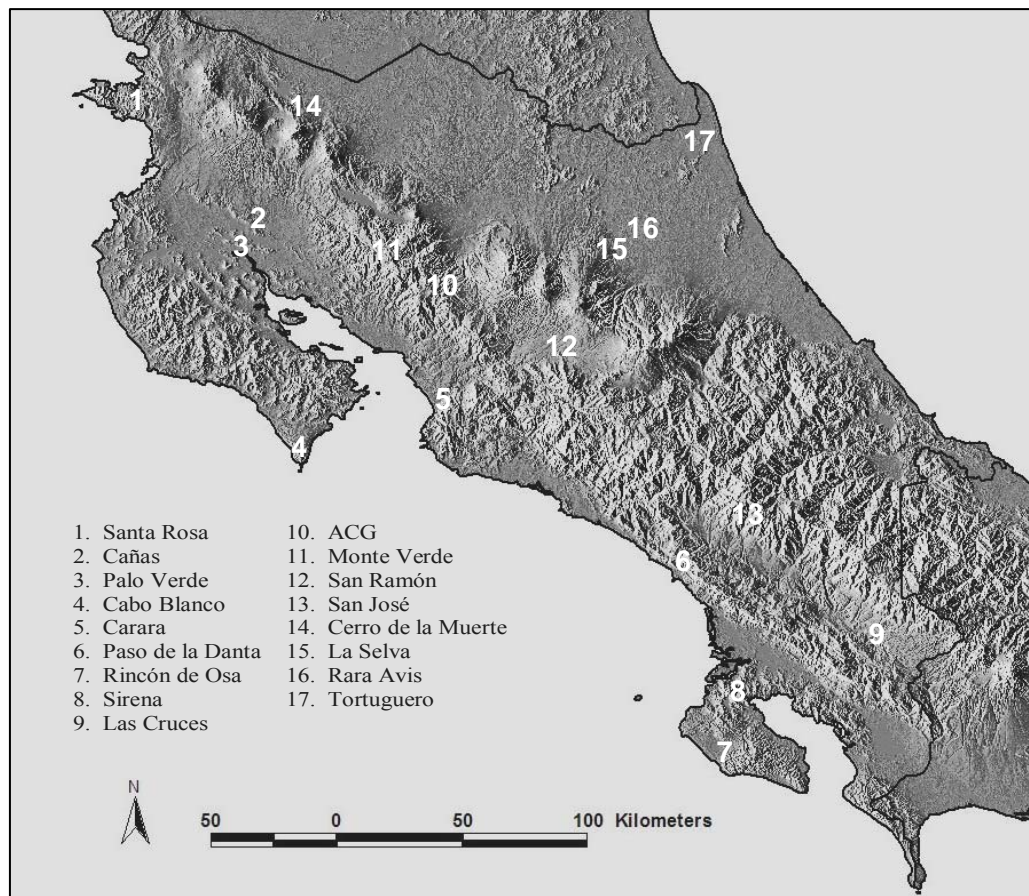 1
14
17
2
16
3
11
15
10
12
5
4
13
6
9
8
7
1. Santa Rosa
2. Cañas
3. Palo Verde
4. Cabo Blanco
5. Carara
6. Paso de la Danta
7. Rincón de Osa
8. Sirena
9. Las Cruces
10. ACG
11. Monte Verde
12. San Ramón
13. San José
14. Cerro de la Muerte
15. La Selva
16. Rara Avis
17. Tortuguero
N
50 0 50 100 Kilometers